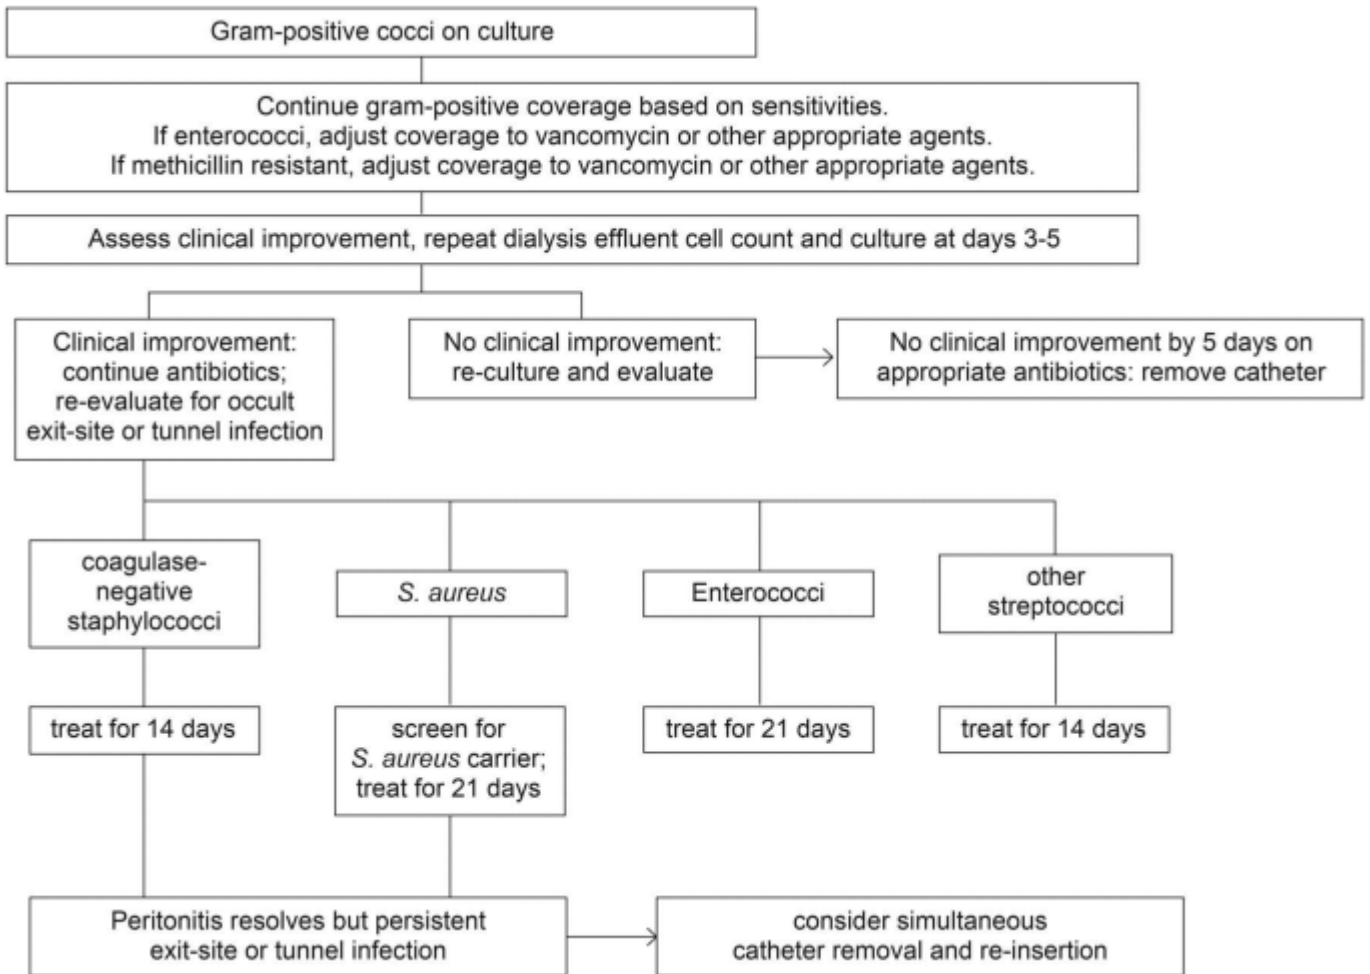 Gram-positive cocci on culture
Continue gram-positive coverage based on sensitivities.
If enterococci, adjust coverage to vancomycin or other appropriate agents.
If methicillin resistant, adjust coverage to vancomycin or other appropriate agents.
Assess clinical improvement, repeat dialysis effluent cell count and culture at days 3-5
Clinical improvement:
continue antibiotics;
re-evaluate for occult
exit-site or tunnel infection
No clinical improvement:
re-culture and evaluate
No clinical improvement by 5 days on
appropriate antibiotics: remove catheter
coagulase-
negative
staphylococci
S. aureus
Enterococci
other
streptococci
treat for 14 days
screen for
S. aureus carrier;
treat for 21 days
treat for 21 days
treat for 14 days
Peritonitis resolves but persistent
exit-site or tunnel infection
consider simultaneous
catheter removal and re-insertion